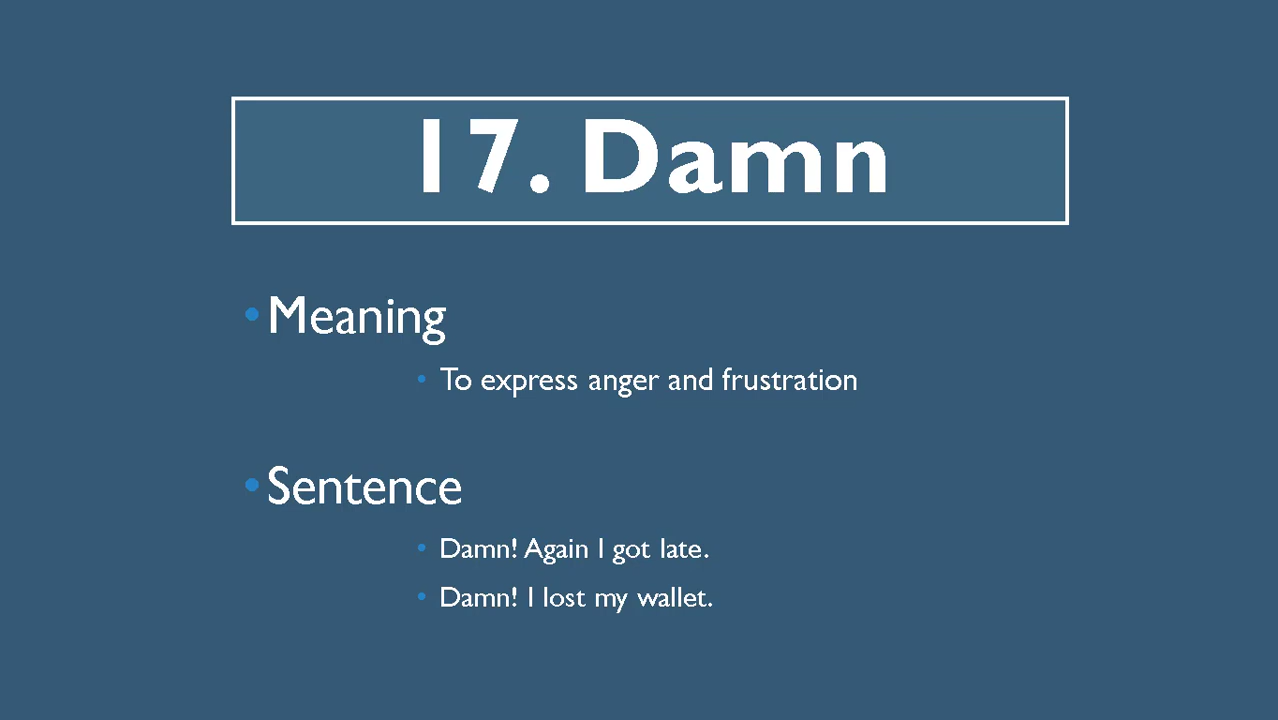 17. Damn
• Meaning
• To express anger and frustration
• Sentence
• Damn! Again I got late.
• Damn! I lost my wallet.